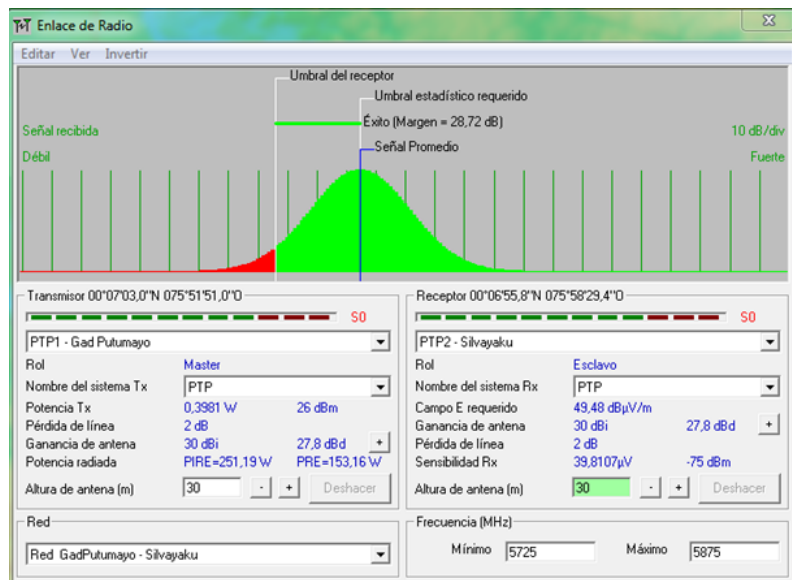 Enlace de Radio
Editar Ver Invertir
Umbral del receptor
Umbral estadístico requerido
Éxito (Margen = 28,72 dB)
Señal recibida
10 dB/div
Señal Promedio
Débil
Fuerte
Transmisor 00°07'03,0''N 075°51'51,0''O
S0
PTP1 - Gad Putumayo
Rol Master
Nombre del sistema Tx PTP
Potencia Tx 0,3981 W 26 dBm
Pérdida de línea 2 dB
Ganancia de antena 30 dBi 27,8 dBd +
Potencia radiada PIRE=251,19 W PRE=153,16 W
Altura de antena (m) 30 - + Deshacer
Red
Red GadPutumayo - Silvayaku
Receptor 00°06'55,8''N 075°58'29,4''O
S0
PTP2 - Silvayaku
Rol Esclavo
Nombre del sistema Rx PTP
Campo E requerido 49,48 dBµV/m
Ganancia de antena 30 dBi 27,8 dBd +
Pérdida de línea 2 dB
Sensibilidad Rx 39,8107µV -75 dBm
Altura de antena (m) 30 - + Deshacer
Frecuencia (MHz)
Mínimo 5725 Máximo 5875